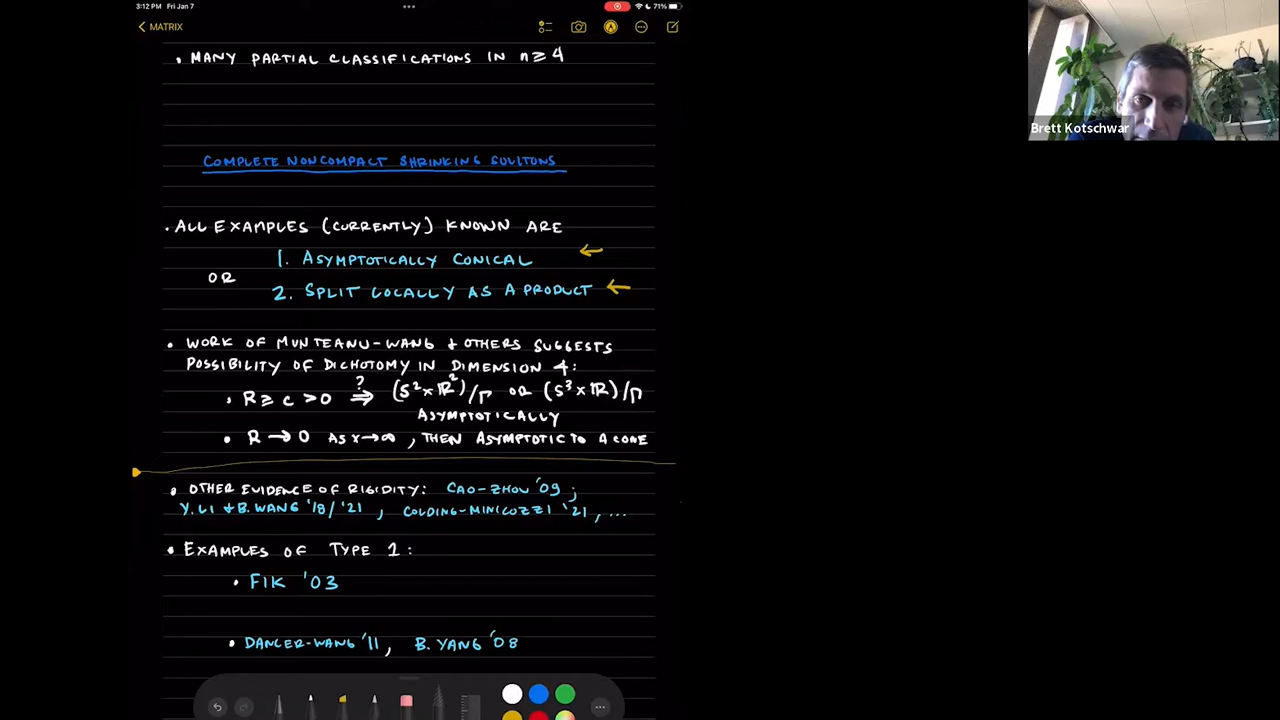 3:12 PM Fri Jan 7
71%
MATRIX
• MANY PARTIAL CLASSIFICATIONS IN n ≥ 4
COMPLETE NONCOMPACT SHRINKING SOLITONS
• ALL EXAMPLES (CURRENTLY) KNOWN ARE
1. ASYMPTOTICALLY CONICAL ←
OR
2. SPLIT LOCALLY AS A PRODUCT ←
• WORK OF MUNTEANU-WANG + OTHERS SUGGESTS
POSSIBILITY OF DICHOTOMY IN DIMENSION 4:
• R ≥ c > 0 ?⇒ (S² × ℝ²)/Γ OR (S³ × ℝ)/Γ
ASYMPTOTICALLY
• R → 0 AS x → ∞, THEN ASYMPTOTIC TO A CONE
• OTHER EVIDENCE OF RIGIDITY: CAO-ZHOU '09;
Y. LI + B. WANG '18/'21, COLDING-MINICOZZI '21, ...
• EXAMPLES OF TYPE 1:
• FIK '03
• DANCER-WANG '11, B. YANG '08
Brett Kotschwar